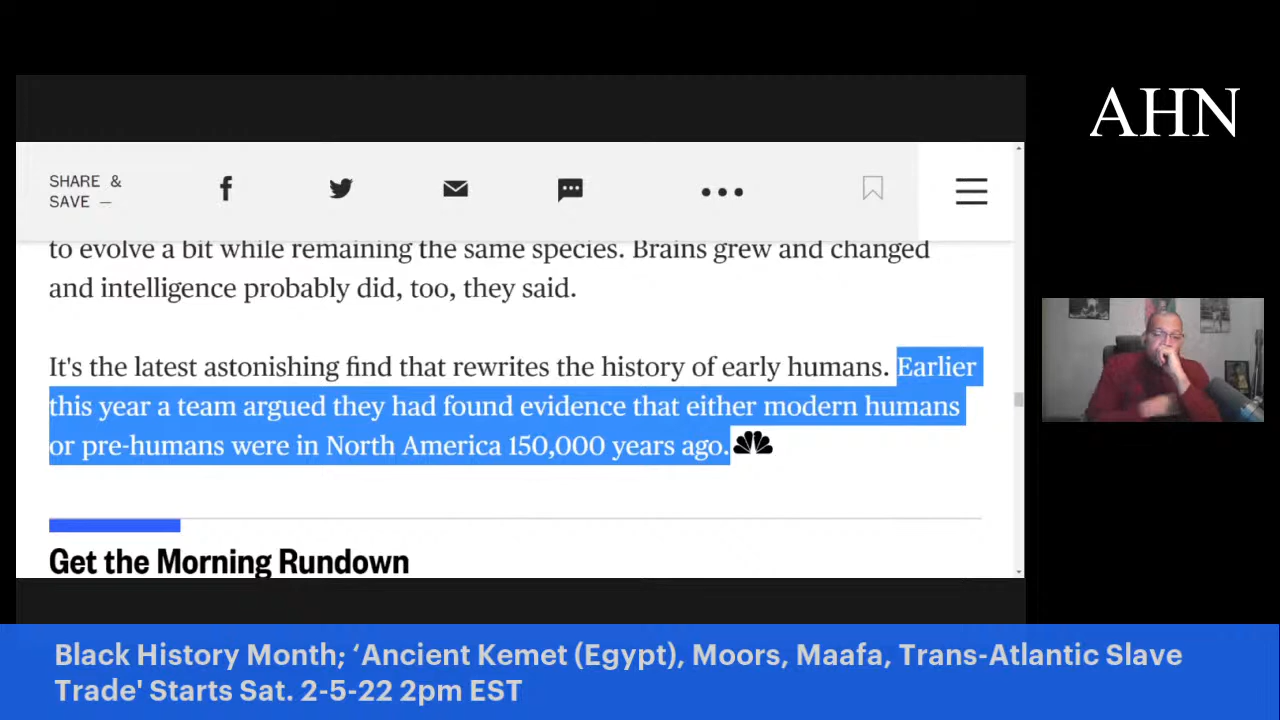 AHN
SHARE &
SAVE —
to evolve a bit while remaining the same species. Brains grew and changed
and intelligence probably did, too, they said.
It's the latest astonishing find that rewrites the history of early humans. Earlier
this year a team argued they had found evidence that either modern humans
or pre-humans were in North America 150,000 years ago.
Get the Morning Rundown
Black History Month; ‘Ancient Kemet (Egypt), Moors, Maafa, Trans-Atlantic Slave
Trade' Starts Sat. 2-5-22 2pm EST